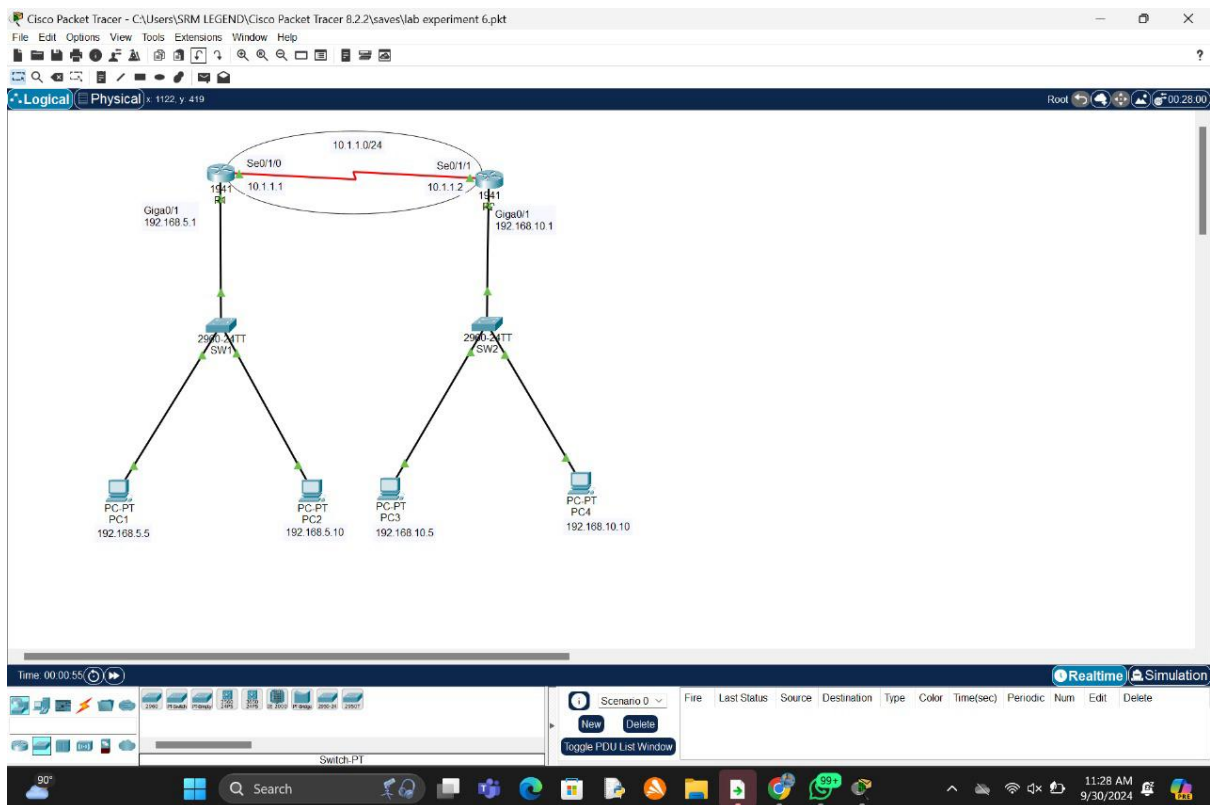 Cisco Packet Tracer - C:\Users\SRM LEGEND\Cisco Packet Tracer 8.2.2\saves\lab experiment 6.pkt
File Edit Options View Tools Extensions Window Help
?
Logical Physical x: 1122, y: 419
Root 00:28:00
10.1.1.0/24
Se0/1/0 Se0/1/1
1941 10.1.1.1 10.1.1.2 1941
Giga0/1
192.168.5.1
Giga0/1
192.168.10.1
2960-24TT
SW1
2960-24TT
SW2
PC-PT
PC1
192.168.5.5
PC-PT
PC2
192.168.5.10
PC-PT
PC3
192.168.10.5
PC-PT
PC4
192.168.10.10
Time: 00:00:55
Realtime Simulation
Scenario 0
New Delete
Toggle PDU List Window
Fire Last Status Source Destination Type Color Time(sec) Periodic Num Edit Delete
Switch-PT
90°
Search
99+
11:28 AM
9/30/2024
PRE